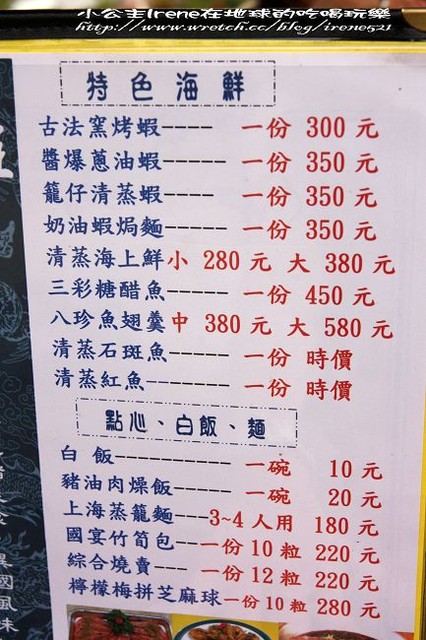 小公主Irene在地球的吃喝玩樂
http://www.wretch.cc/blog/irene521
特色海鮮
古法窯烤蝦---- 一份 300 元
醬爆蔥油蝦----- 一份 350 元
籠仔清蒸蝦---- 一份 350 元
奶油蝦焗麵----- 一份 350 元
清蒸海上鮮小 280 元 大 380 元
三彩糖醋魚------ 一份 450 元
八珍魚翅羹中 380 元 大 580 元
清蒸石斑魚------ 一份 時價
清蒸紅魚-------- 一份 時價
點心、白飯、麵
白 飯----------- 一碗 10 元
豬油肉燥飯------ 一碗 20 元
上海蒸籠麵---3~4 人用 180 元
國宴竹筍包--一份 10 粒 220 元
綜合燒賣--- 一份 12 粒 220 元
檸檬梅拼芝麻球一份 10 粒 280 元
國風味